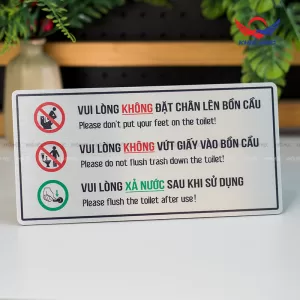 VUI LÒNG KHÔNG ĐẶT CHÂN LÊN BỒN CẦU
Please don't put your feet on the toilet!
VUI LÒNG KHÔNG VỨT GIẤY VÀO BỒN CẦU
Please do not flush trash down the toilet!
VUI LÒNG XẢ NƯỚC SAU KHI SỬ DỤNG
Please flush the toilet after use!